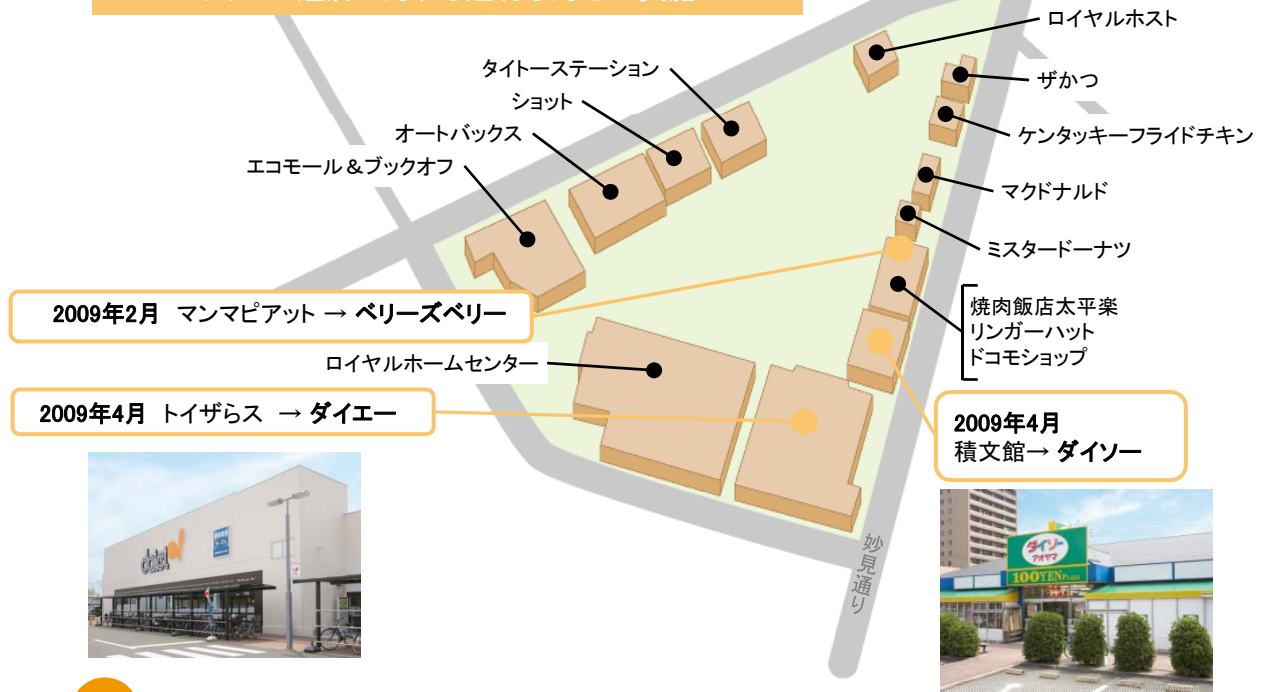 ロイヤルホスト
タイトーステーション
ザかつ
ショット
オートバックス
ケンタッキーフライドチキン
エコモール&ブックオフ
マクドナルド
ミスタードーナツ
2009年2月 マンマピアット → ベリーズベリー
焼肉飯店太平楽
リンガーハット
ドコモショップ
ロイヤルホームセンター
2009年4月 トイザらス → ダイエー
2009年4月
積文館→ ダイソー
妙見通り
daiei
ダイソー
アオヤマ
100YEN PLAZA